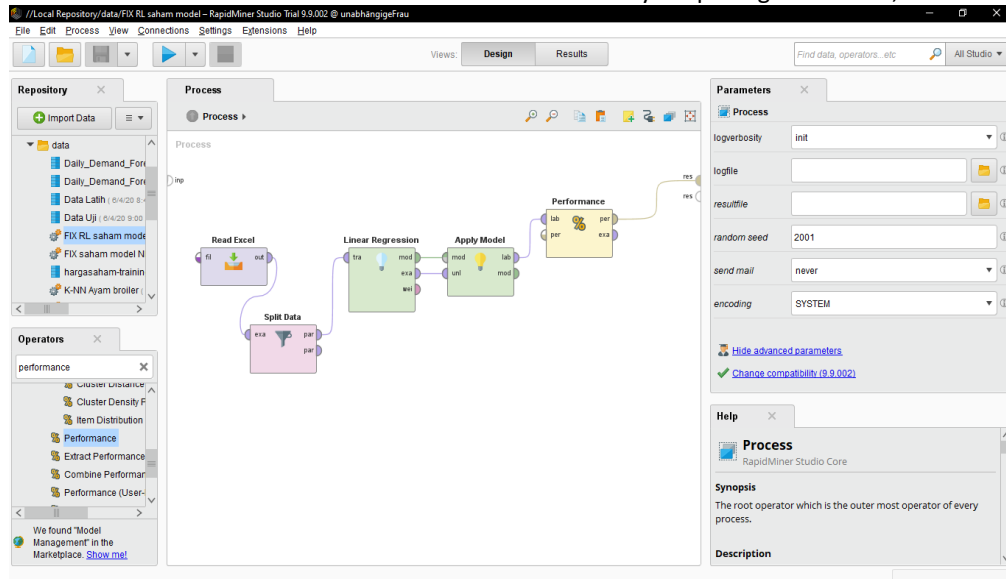 //Local Repository/data/FIX RL saham model – RapidMiner Studio Trial 9.9.002 @ unabhängigeFrau
File Edit Process View Connections Settings Extensions Help
Views: Design Results
Find data, operators...etc
All Studio
Repository
Import Data
data
Daily_Demand_Fore
Daily_Demand_Fore
Data Latih
Data Uji ( 6/4/20 9:00
FIX RL saham mode
FIX saham model N
hargasaham-trainin
K-NN Ayam broiler (
Operators
performance
Cluster Distance
Cluster Density F
Item Distribution
Performance
Extract Performance
Combine Performan
Performance (User-
We found "Model
Management" in the
Marketplace. Show me!
Process
Process
Process
inp
res
res
Read Excel
fil out
Split Data
exa par
par
Linear Regression
tra mod
exa
wei
Apply Model
mod lab
unl mod
Performance
lab per
per exa
Parameters
Process
logverbosity init
logfile
resultfile
random seed 2001
send mail never
encoding SYSTEM
Hide advanced parameters
Change compatibility (9.9.002)
Help
Process
RapidMiner Studio Core
Synopsis
The root operator which is the outer most operator of every
process.
Description